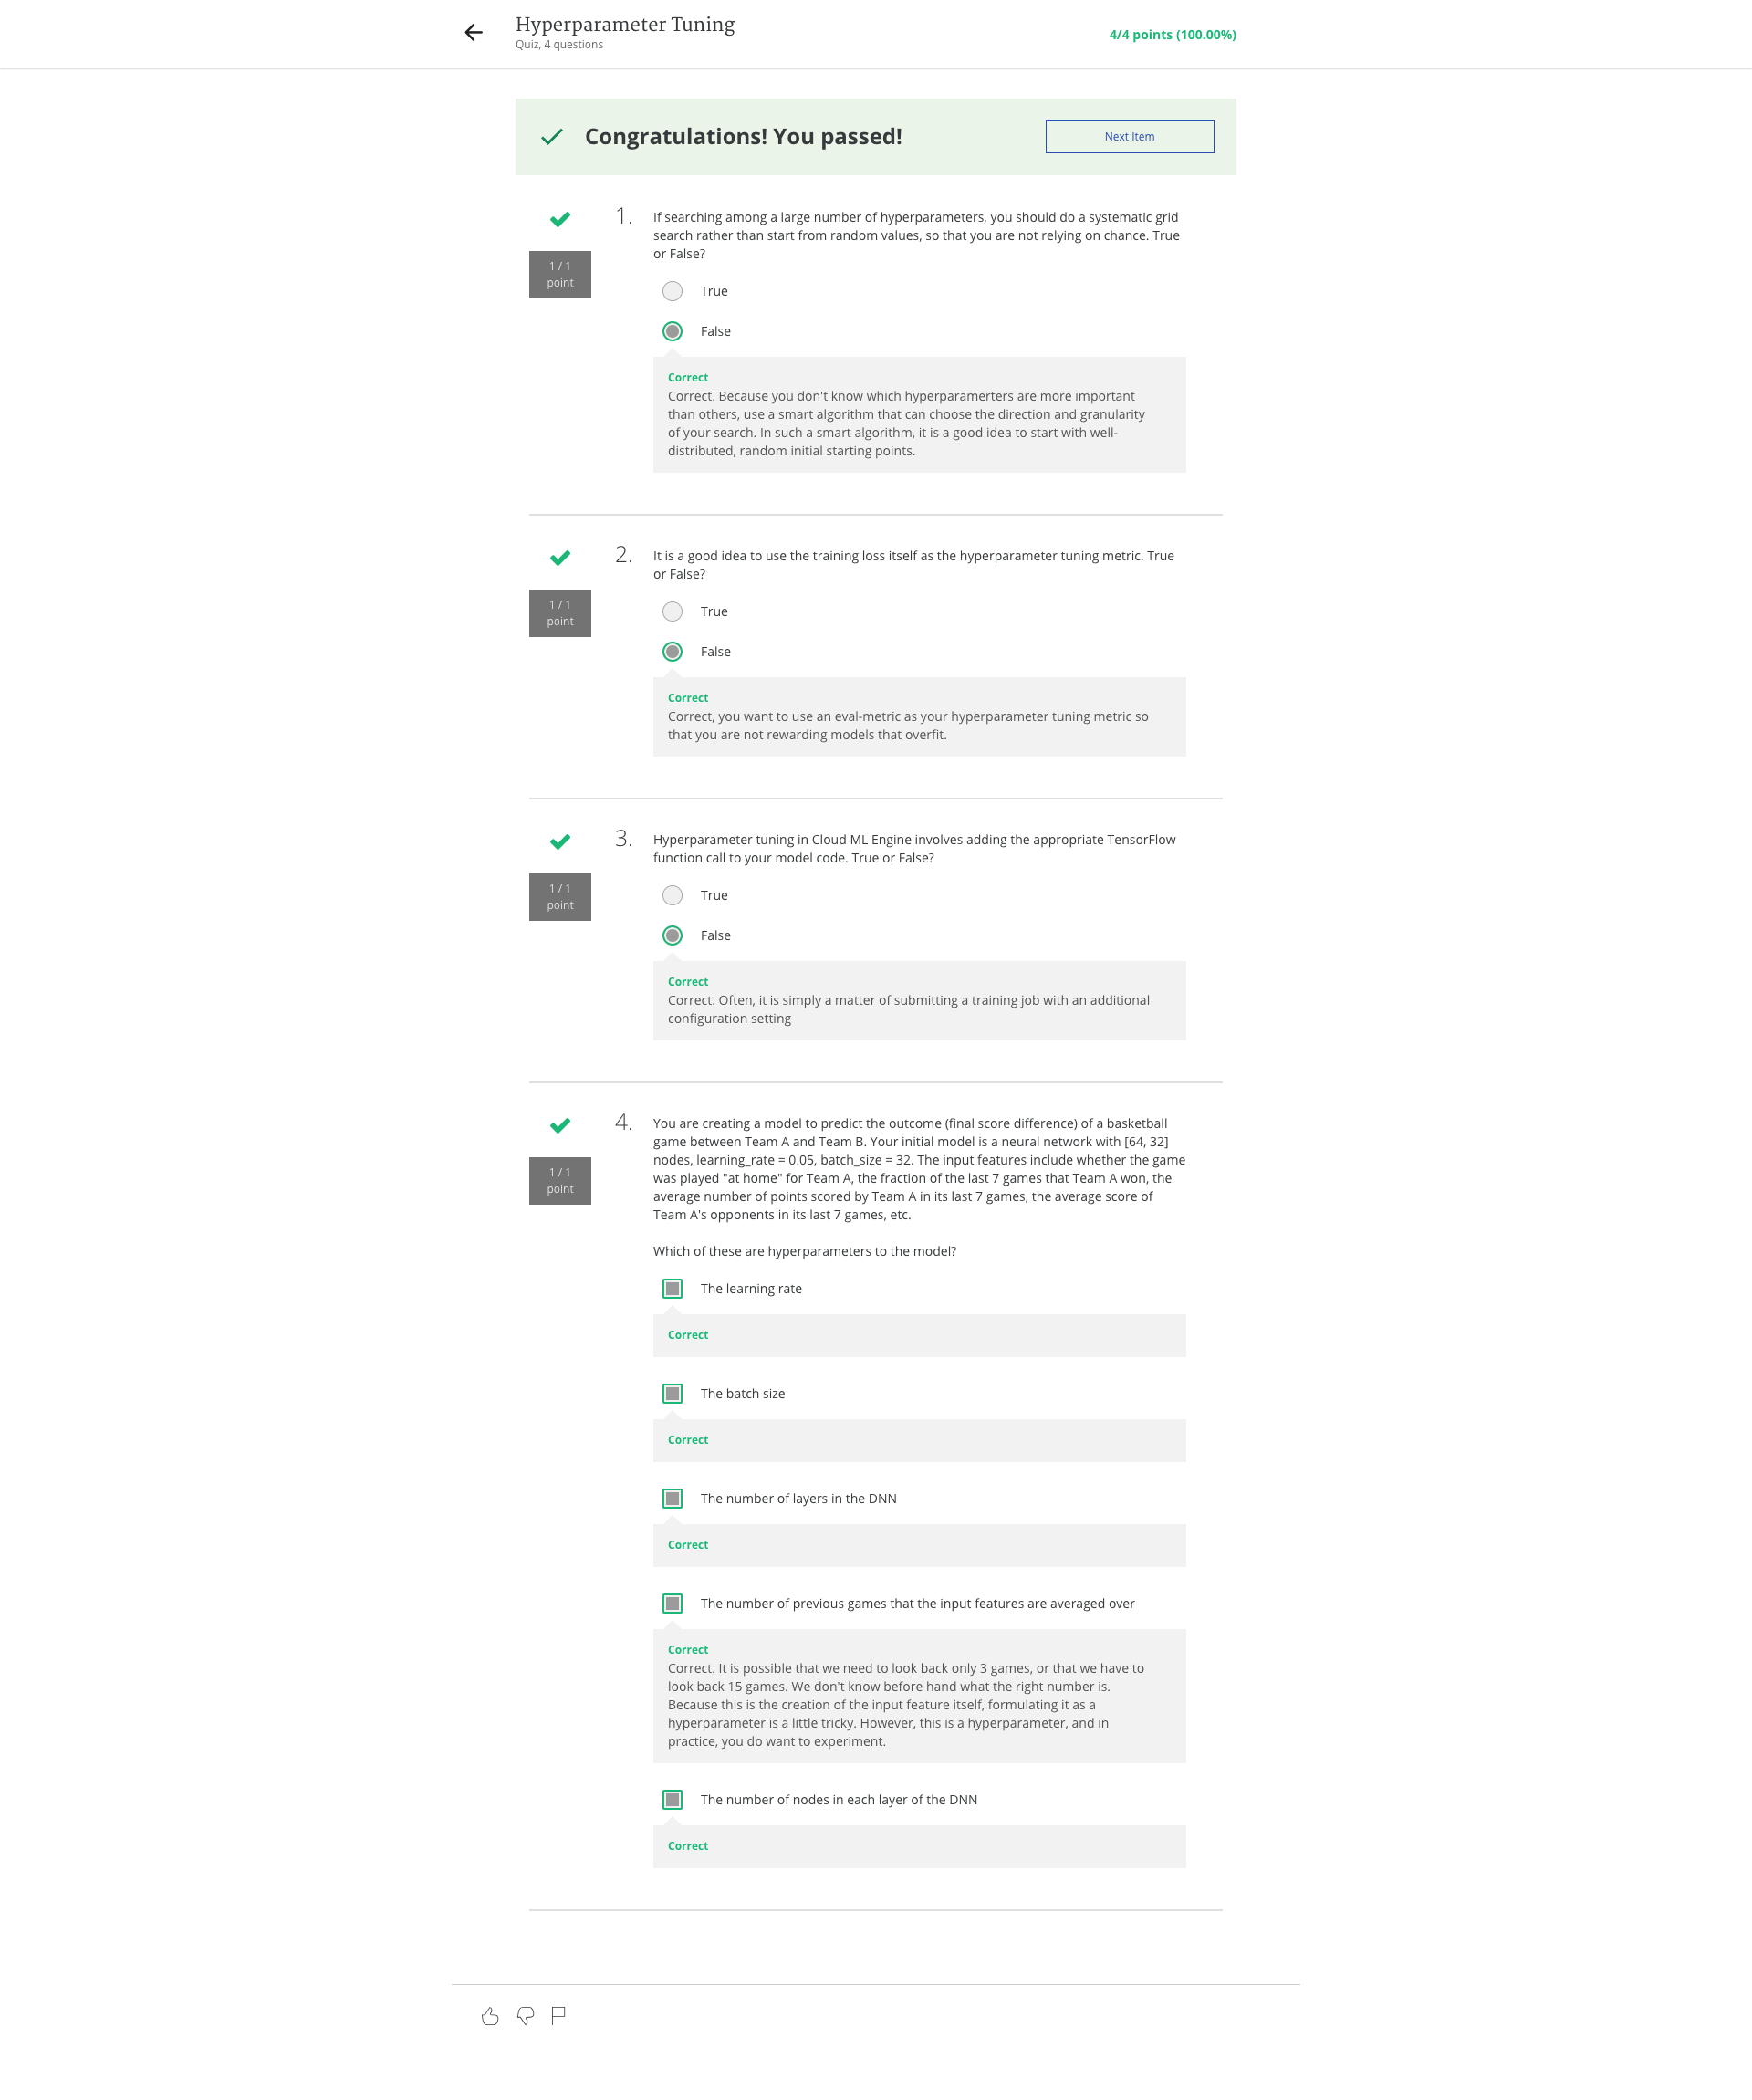 Hyperparameter Tuning
Quiz, 4 questions
4/4 points (100.00%)
Congratulations! You passed!
Next Item
1 / 1
point
1.
If searching among a large number of hyperparameters, you should do a systematic grid
search rather than start from random values, so that you are not relying on chance. True
or False?
True
False
Correct
Correct. Because you don't know which hyperparamerters are more important
than others, use a smart algorithm that can choose the direction and granularity
of your search. In such a smart algorithm, it is a good idea to start with well-
distributed, random initial starting points.
1 / 1
point
2.
It is a good idea to use the training loss itself as the hyperparameter tuning metric. True
or False?
True
False
Correct
Correct, you want to use an eval-metric as your hyperparameter tuning metric so
that you are not rewarding models that overfit.
1 / 1
point
3.
Hyperparameter tuning in Cloud ML Engine involves adding the appropriate TensorFlow
function call to your model code. True or False?
True
False
Correct
Correct. Often, it is simply a matter of submitting a training job with an additional
configuration setting
1 / 1
point
4.
You are creating a model to predict the outcome (final score difference) of a basketball
game between Team A and Team B. Your initial model is a neural network with [64, 32]
nodes, learning_rate = 0.05, batch_size = 32. The input features include whether the game
was played "at home" for Team A, the fraction of the last 7 games that Team A won, the
average number of points scored by Team A in its last 7 games, the average score of
Team A's opponents in its last 7 games, etc.
Which of these are hyperparameters to the model?
The learning rate
Correct
The batch size
Correct
The number of layers in the DNN
Correct
The number of previous games that the input features are averaged over
Correct
Correct. It is possible that we need to look back only 3 games, or that we have to
look back 15 games. We don't know before hand what the right number is.
Because this is the creation of the input feature itself, formulating it as a
hyperparameter is a little tricky. However, this is a hyperparameter, and in
practice, you do want to experiment.
The number of nodes in each layer of the DNN
Correct